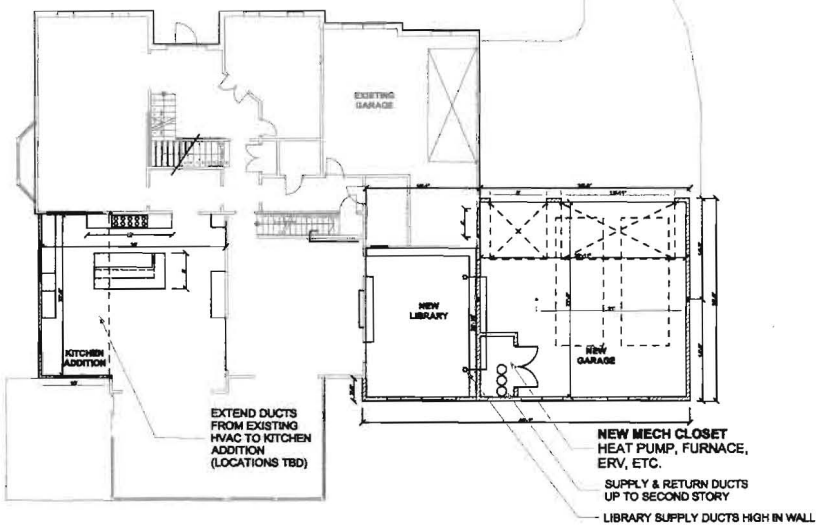 EXISTING
GARAGE
NEW
LIBRARY
NEW
GARAGE
KITCHEN
ADDITION
EXTEND DUCTS
FROM EXISTING
HVAC TO KITCHEN
ADDITION
(LOCATIONS TBD)
NEW MECH CLOSET
HEAT PUMP, FURNACE,
ERV, ETC.
SUPPLY & RETURN DUCTS
UP TO SECOND STORY
LIBRARY SUPPLY DUCTS HIGH IN WALL